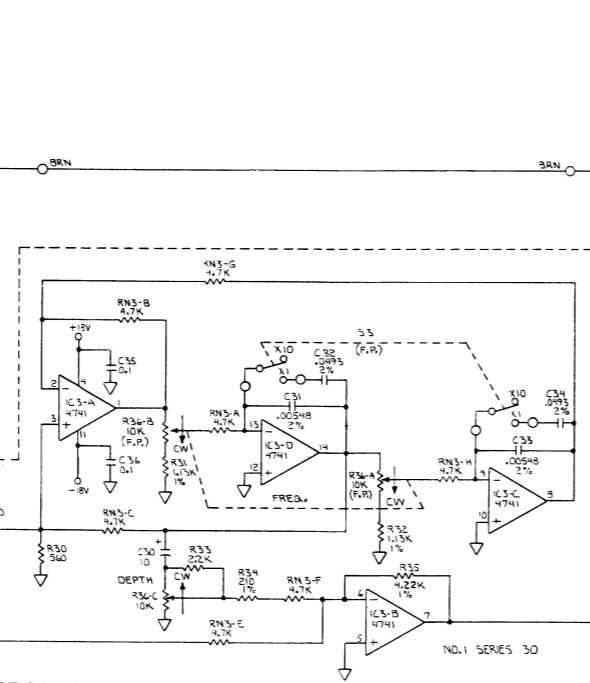 BRN
BRN
RN3-G
4.7K
RN3-B
4.7K
+18V
C35
0.1
4
2
IC3-A
4741
1
3
11
C36
0.1
-18V
R36-B
10K
(F.P.)
R31
1.13K
1%
CW
RN3-A
4.7K
X10
X1
C32
.0493
2%
C31
.00548
2%
13
IC3-D
4741
14
12
S3
(F.P.)
FREQ.
R36-A
10K
(F.P.)
CW
R32
1.13K
1%
RN3-H
4.7K
X10
X1
C34
.0493
2%
C33
.00548
2%
9
IC3-C
4741
8
10
RN3-C
4.7K
R30
560
+
C30
10
R33
2.2K
DEPTH
CW
R36-C
10K
R34
210
1%
RN3-F
4.7K
RN3-E
4.7K
R35
4.22K
1%
6
IC3-B
4741
7
5
NO.1 SERIES 30